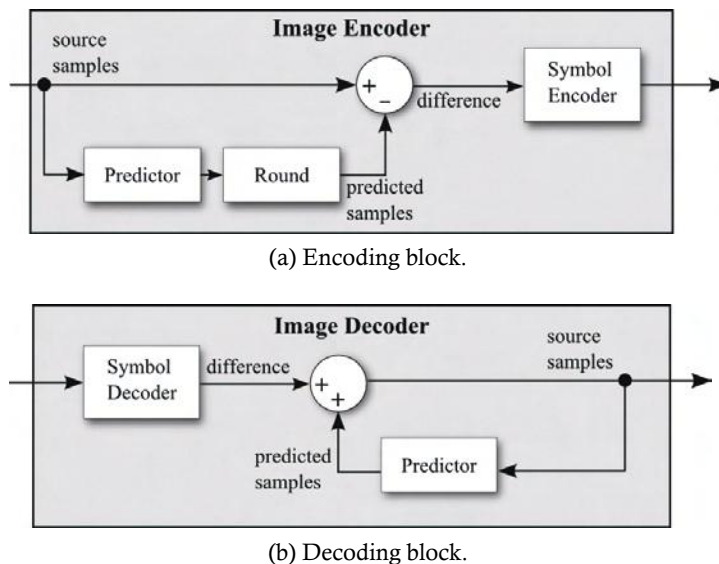 Image Encoder
source
samples
+
−
difference
Symbol
Encoder
Predictor
Round
predicted
samples
(a) Encoding block.
Image Decoder
source
samples
Symbol
Decoder
difference
+
+
predicted
samples
Predictor
(b) Decoding block.